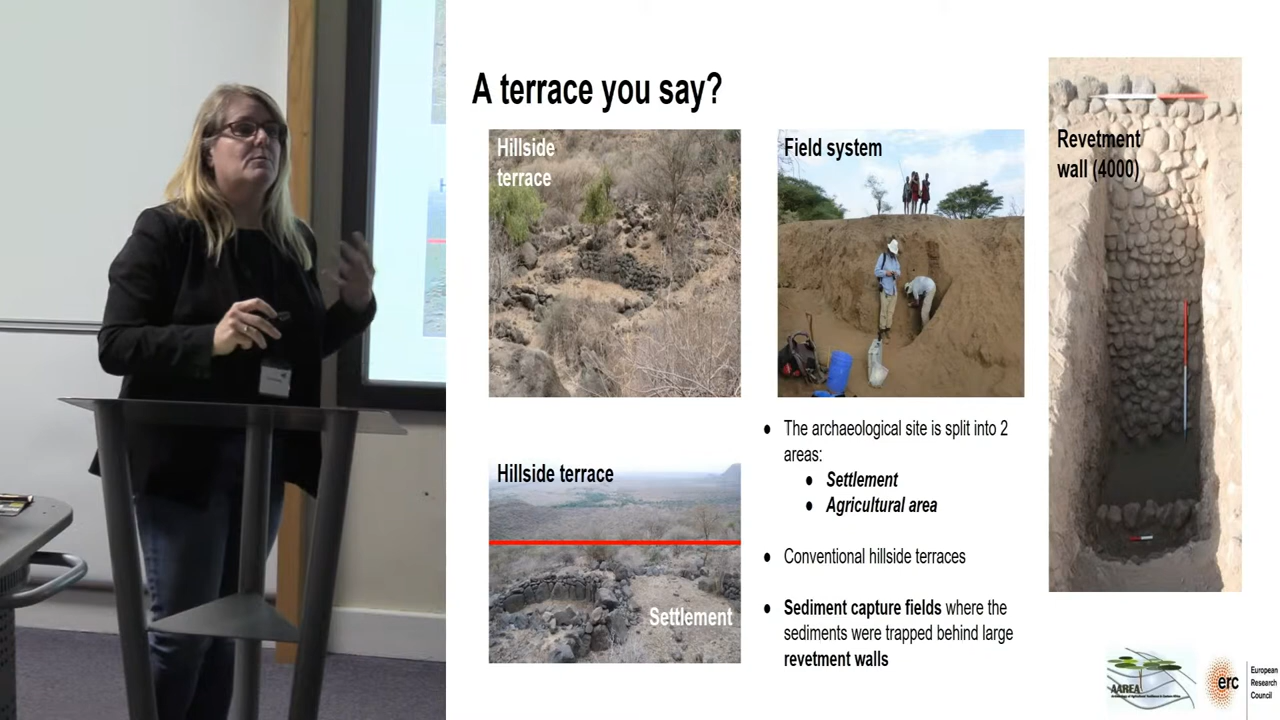 A terrace you say?
Hillside
terrace
Field system
Revetment
wall (4000)
Hillside terrace
Settlement
● The archaeological site is split into 2
areas:
● Settlement
● Agricultural area
● Conventional hillside terraces
● Sediment capture fields where the
sediments were trapped behind large
revetment walls
AAREA
erc
European
Research
Council